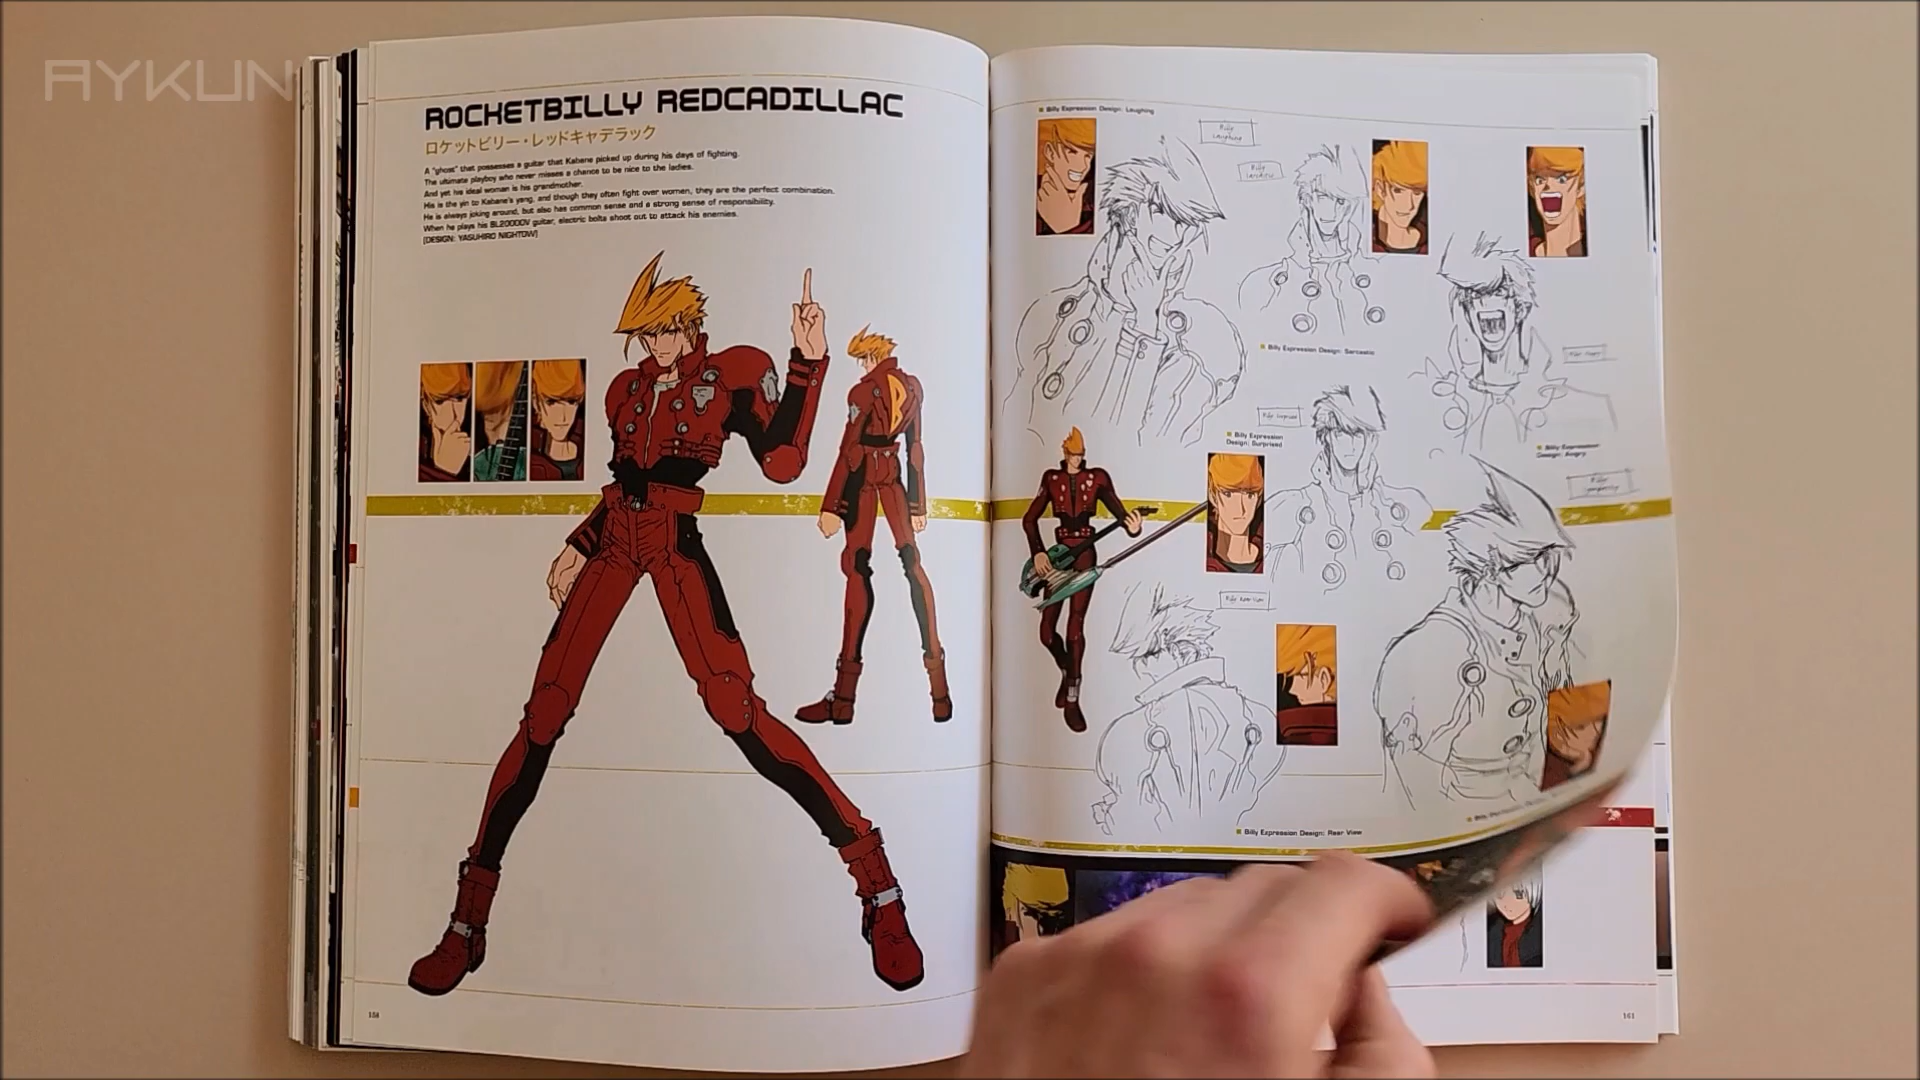 AYKUN
ROCKETBILLY REDCADILLAC
ロケットビリー・レッドキャデラック
A "ghost" that possesses a guitar that Kabane picked up during his days of fighting.
The ultimate playboy who never misses a chance to be nice to the ladies.
And yet his ideal woman is his grandmother.
His is the yin to Kabane's yang, and though they often fight over women, they are the perfect combination.
He is always joking around, but also has common sense and a strong sense of responsibility.
When he plays his BL2000V guitar, electric bolts shoot out to attack his enemies.
[DESIGN: YASUHIRO NIGHTOW]
158
Billy Expression Design: Laughing
Billy Laughing
Billy Expression Design: Sarcastic
Billy Expression
Design: Surprised
Billy Expression
Design: Angry
Billy Expression Design: Rear View
161